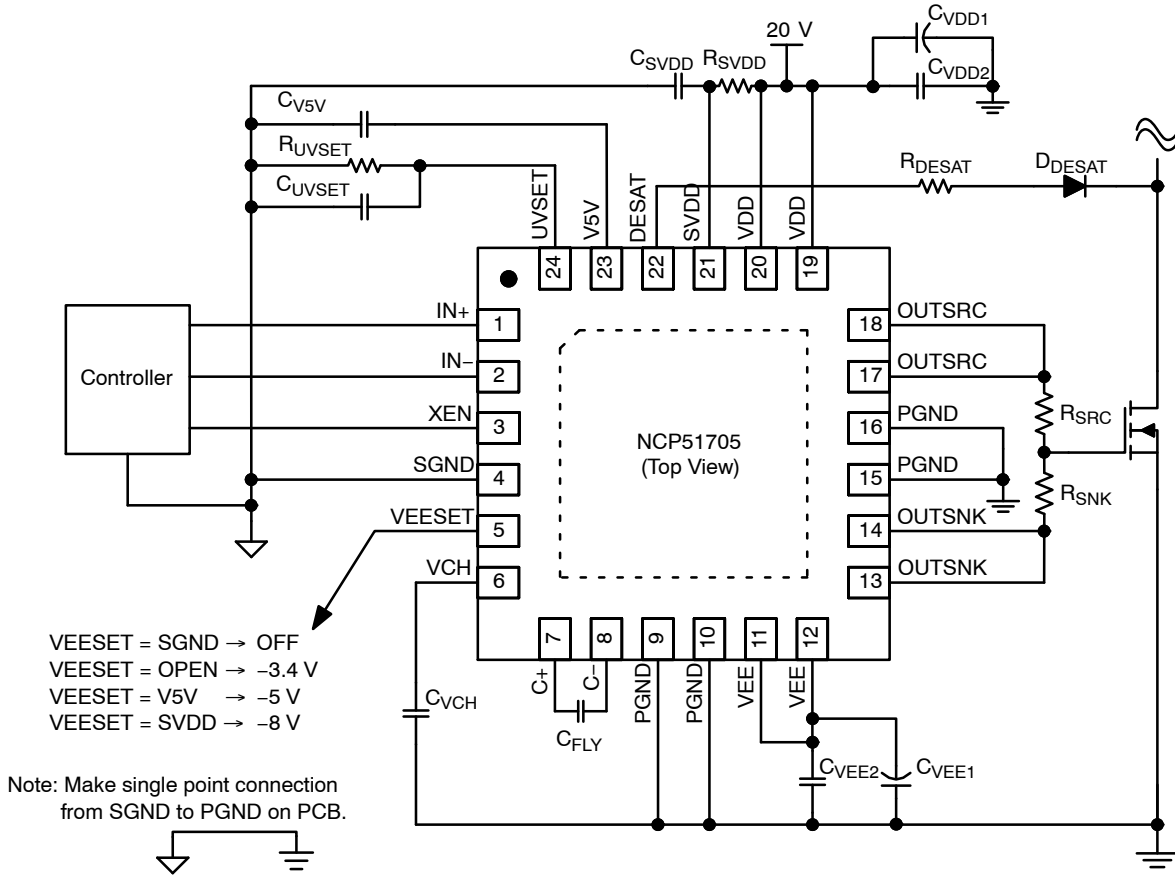 20 V
CVDD1
CSVDD
RSVDD
CVDD2
CV5V
RUVSET
CUVSET
RDESAT
DDESAT
UVSET
V5V
DESAT
SVDD
VDD
VDD
24
23
22
21
20
19
Controller
IN+
1
18
OUTSRC
IN−
2
17
OUTSRC
RSRC
XEN
3
16
PGND
NCP51705
(Top View)
SGND
4
15
PGND
RSNK
VEESET
5
14
OUTSNK
VCH
6
13
OUTSNK
7
8
9
10
11
12
C+
C−
PGND
PGND
VEE
VEE
VEESET = SGND → OFF
VEESET = OPEN → −3.4 V
VEESET = V5V → −5 V
VEESET = SVDD → −8 V
CVCH
CFLY
CVEE2
CVEE1
Note: Make single point connection
from SGND to PGND on PCB.